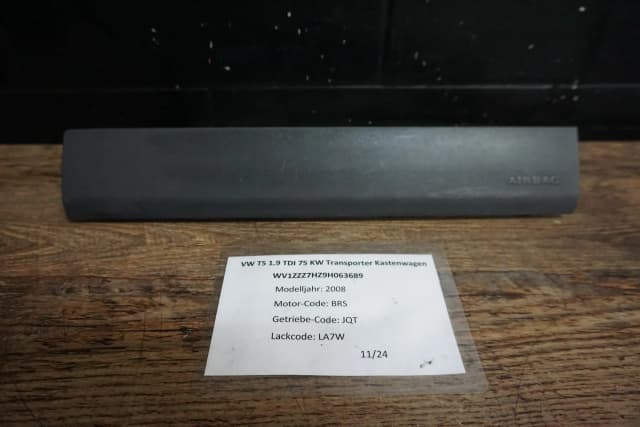 AIRBAG
VW T5 1.9 TDI 75 KW Transporter Kastenwagen
WV1ZZZ7HZ9H063689
Modelljahr: 2008
Motor-Code: BRS
Getriebe-Code: JQT
Lackcode: LA7W
11/24